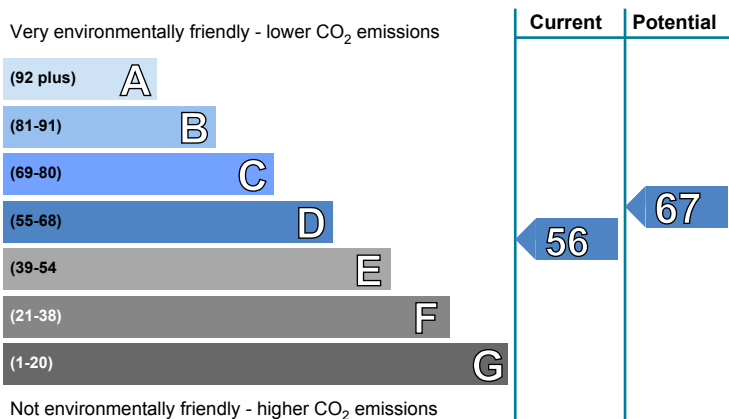 Current Potential
Very environmentally friendly - lower CO2 emissions
(92 plus) A
(81-91) B
(69-80) C
(55-68) D
(39-54 E
(21-38) F
(1-20) G
56
67
Not environmentally friendly - higher CO2 emissions